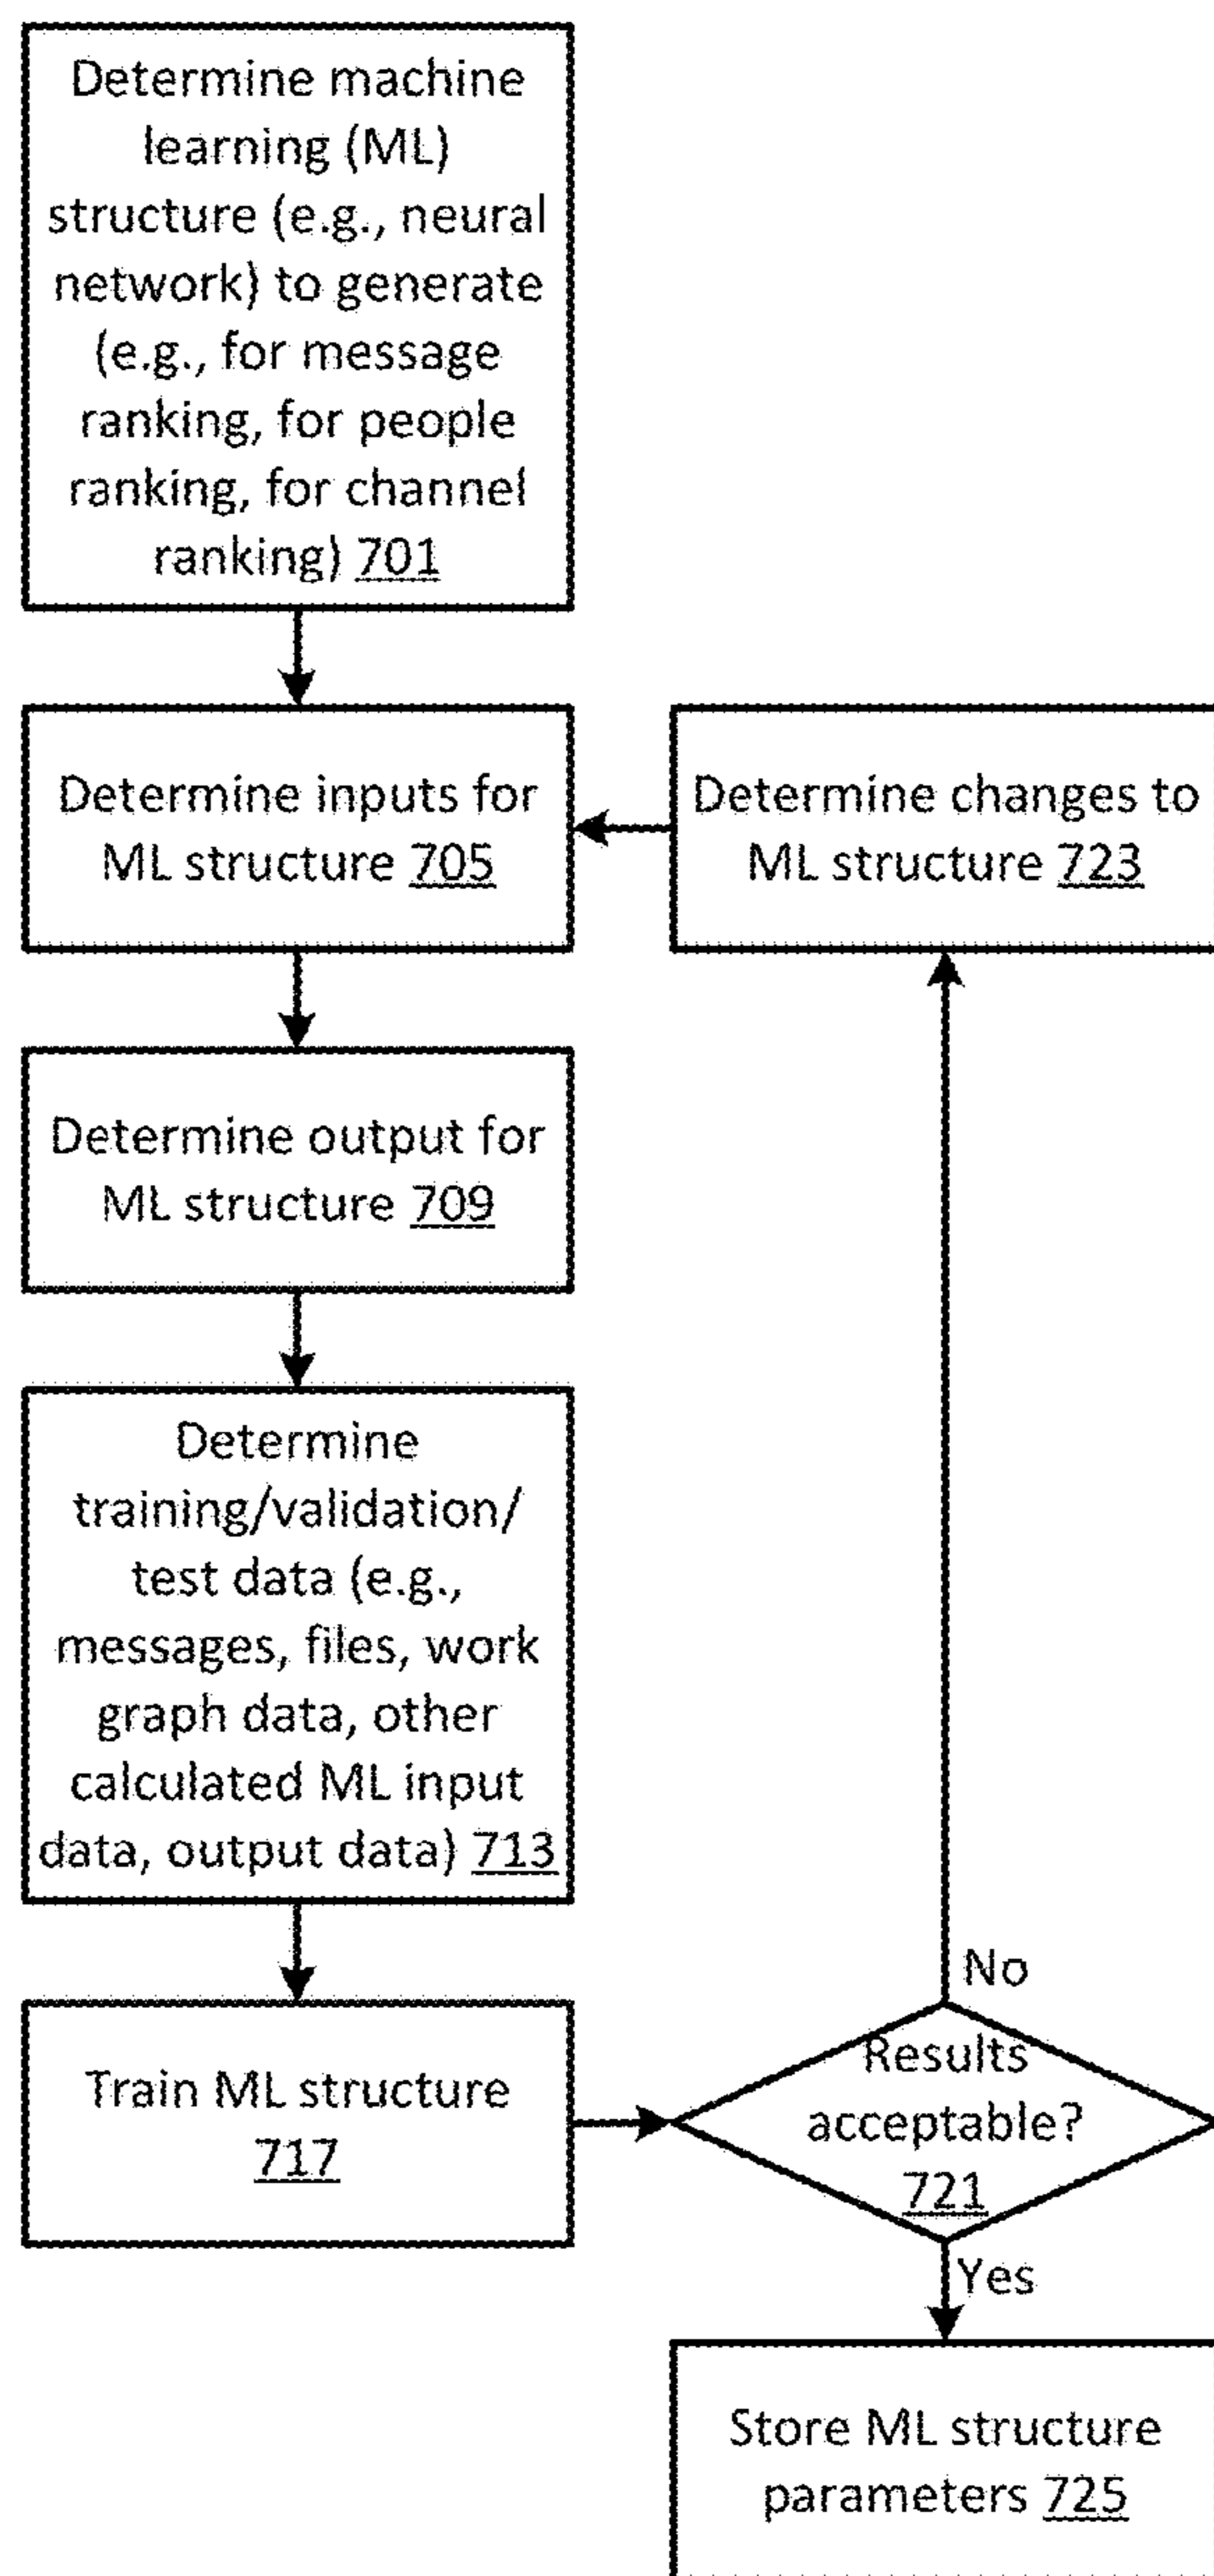 Determine machine
learning (ML)
structure (e.g., neural
network) to generate
(e.g., for message
ranking, for people
ranking, for channel
ranking) 701
Determine inputs for
ML structure 705
Determine changes to
ML structure 723
Determine output for
ML structure 709
Determine
training/validation/
test data (e.g.,
messages, files, work
graph data, other
calculated ML input
data, output data) 713
Train ML structure
717
No
Results
acceptable?
721
Yes
Store ML structure
parameters 725